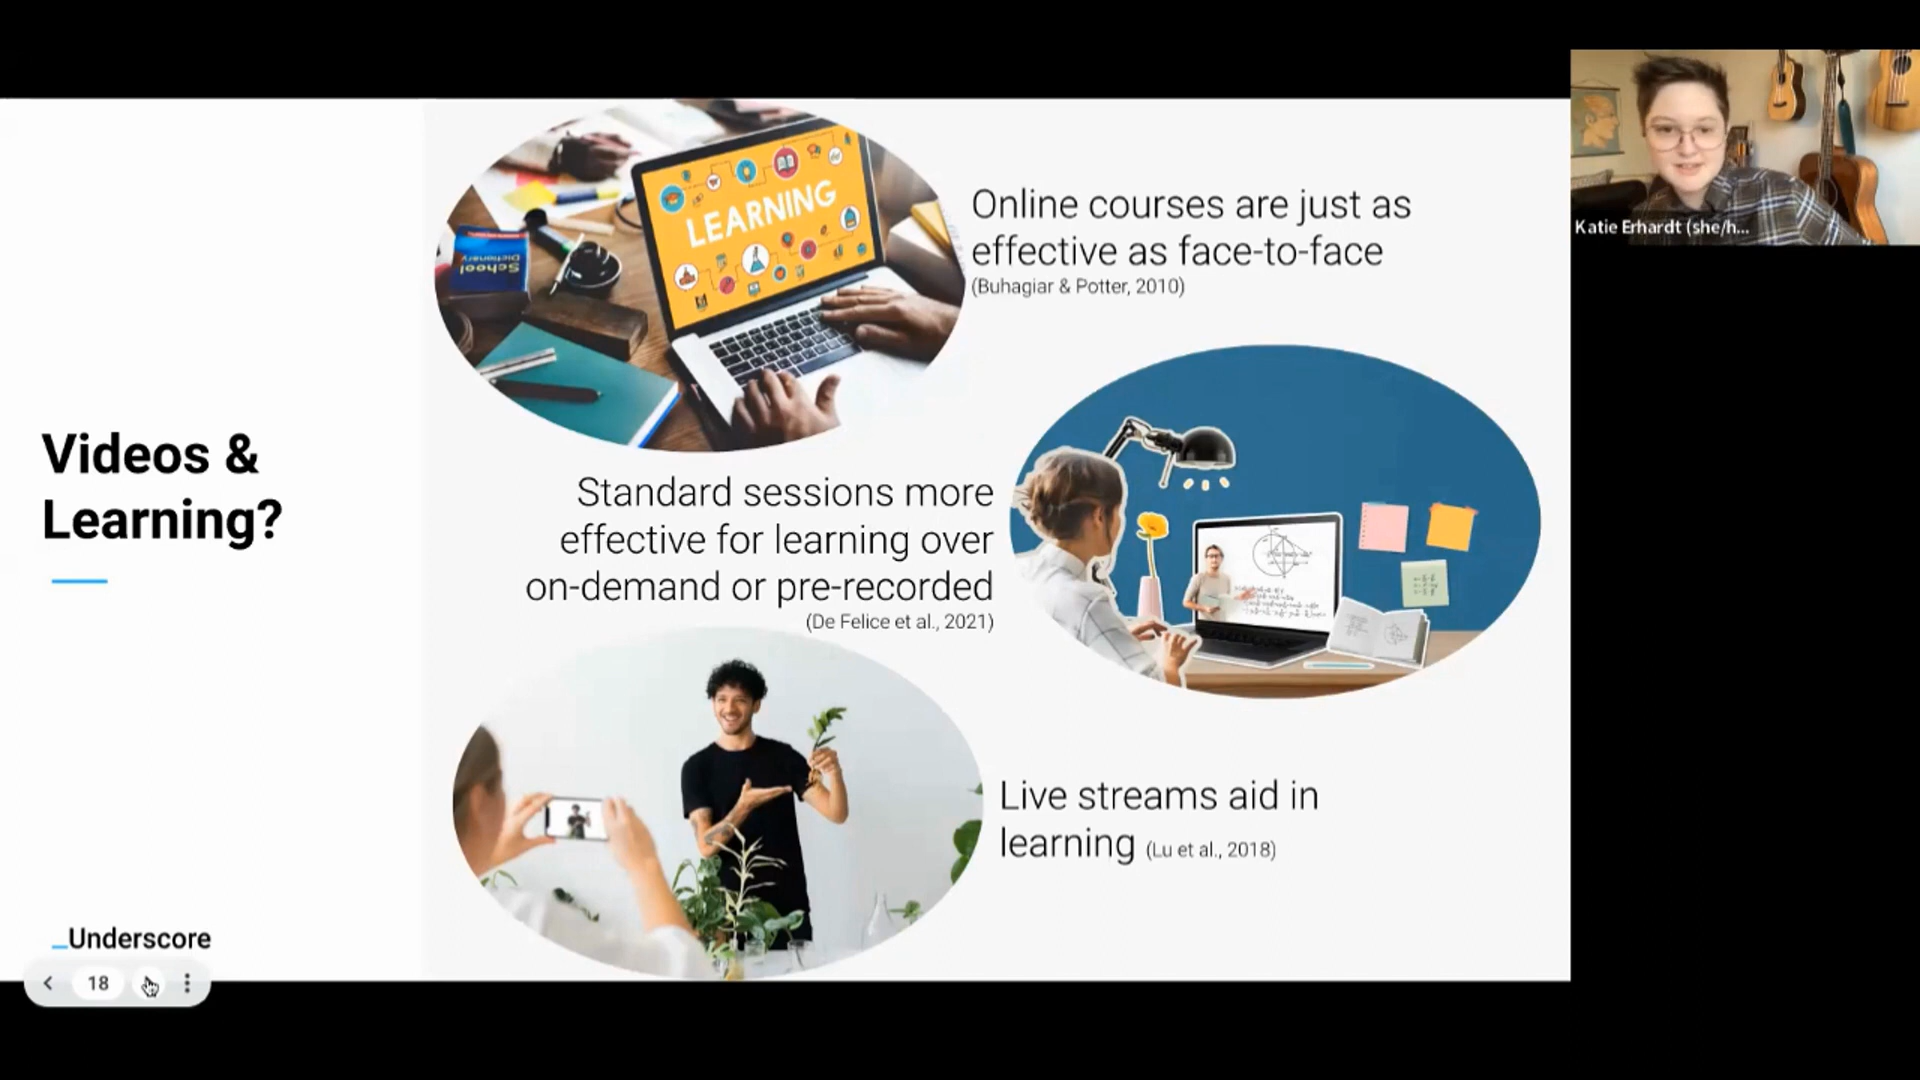 Videos &
Learning?
LEARNING
School
Dictionary
Online courses are just as
effective as face-to-face
(Buhagiar & Potter, 2010)
Standard sessions more
effective for learning over
on-demand or pre-recorded
(De Felice et al., 2021)
Live streams aid in
learning (Lu et al., 2018)
_Underscore
18
Katie Erhardt (she/h...